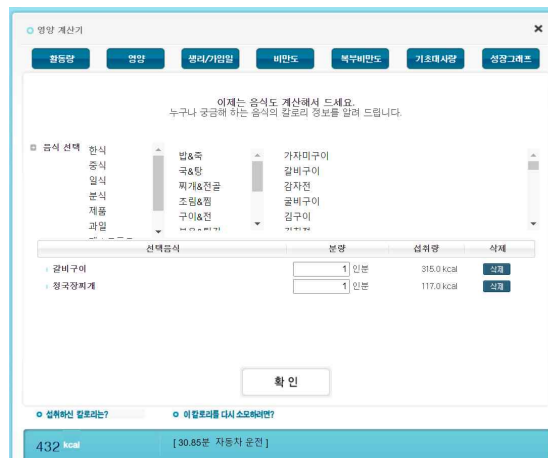 영양 계산기
활동량 영양 생리/가임일 비만도 복부비만도 기초대사량 성장그래프
이제는 음식도 계산해서 드세요.
누구나 궁금해 하는 음식의 칼로리 정보를 알려 드립니다.
음식 선택
한식
중식
일식
분식
제품
과일
밥&죽
국&탕
찌개&전골
조림&찜
구이&전
가자미구이
갈비구이
감자전
굴비구이
김구이
선택음식 분량 섭취량 삭제
갈비구이 1 인분 315.0 kcal 삭제
청국장찌개 1 인분 117.0 kcal 삭제
확인
섭취하신 칼로리는? 이 칼로리를 다시 소모하려면?
432 kcal [ 30.85분 자동차 운전 ]